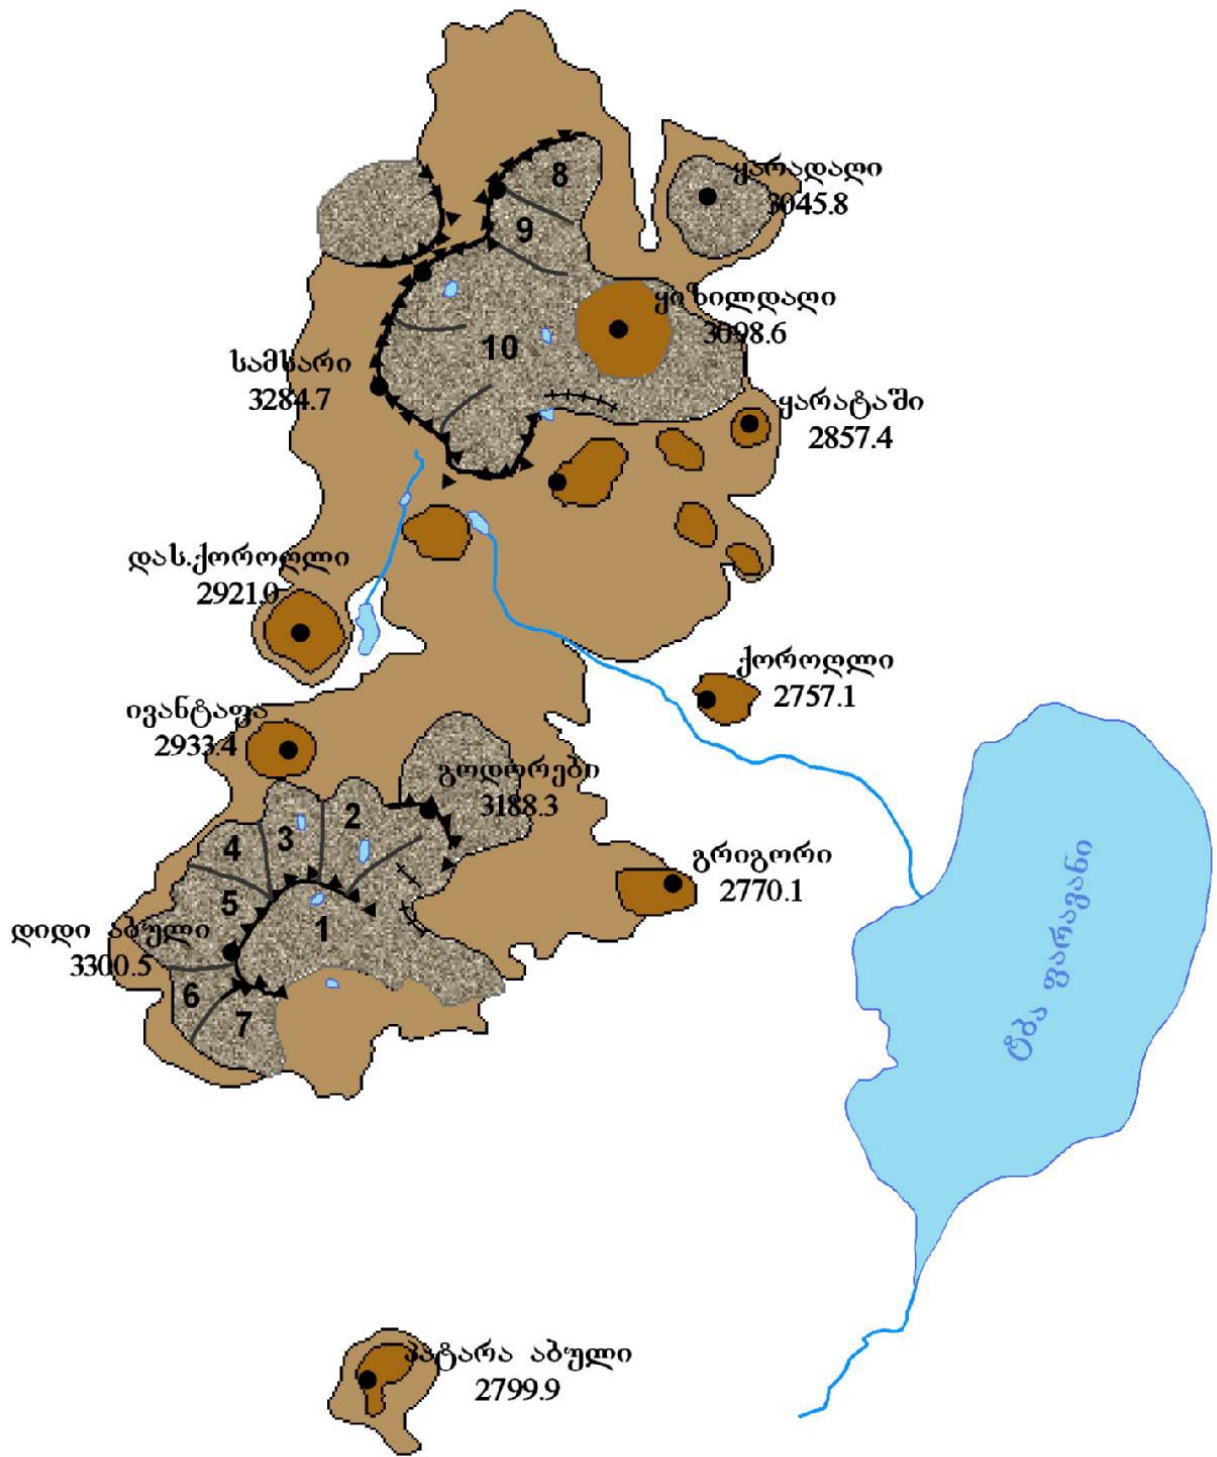 8
ყარადაღი
3045.8
9
ყიზილდაღი
3098.6
10
სამსარი
3284.7
ყარატაში
2857.4
დას.ქოროღლი
2921.0
ქოროღლი
2757.1
ივანტაფა
2933.4
გოდორები
3188.3
2
3
4
გრიგორი
2770.1
5
1
დიდი აბული
3300.5
6
7
ტბა ფარავანი
პატარა აბული
2799.9